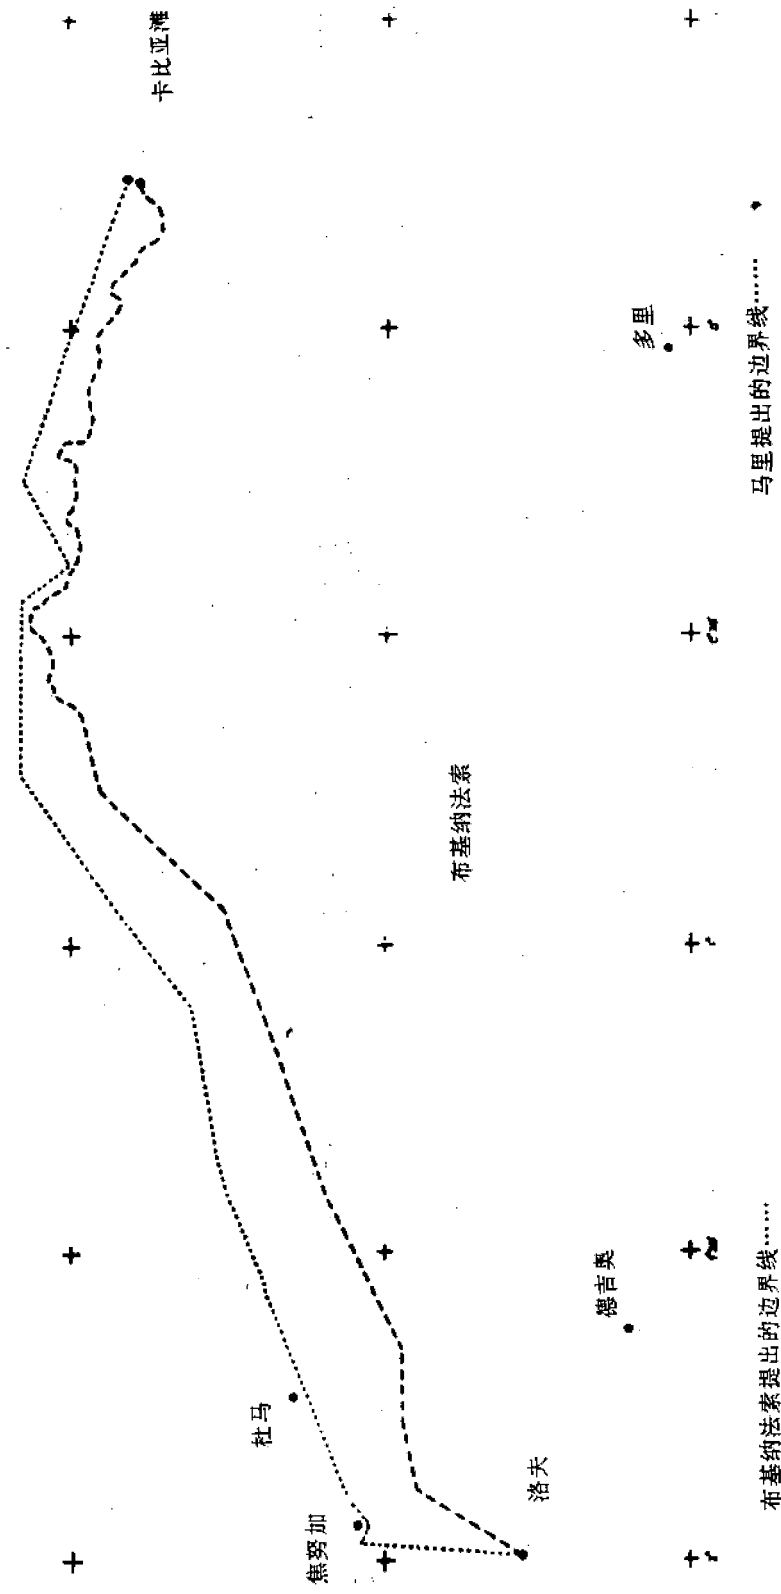 卡比亚滩
多里
布基纳法索
德吉奥
杜马
焦努加
洛夫
布基纳法索提出的边界线……
马里提出的边界线……